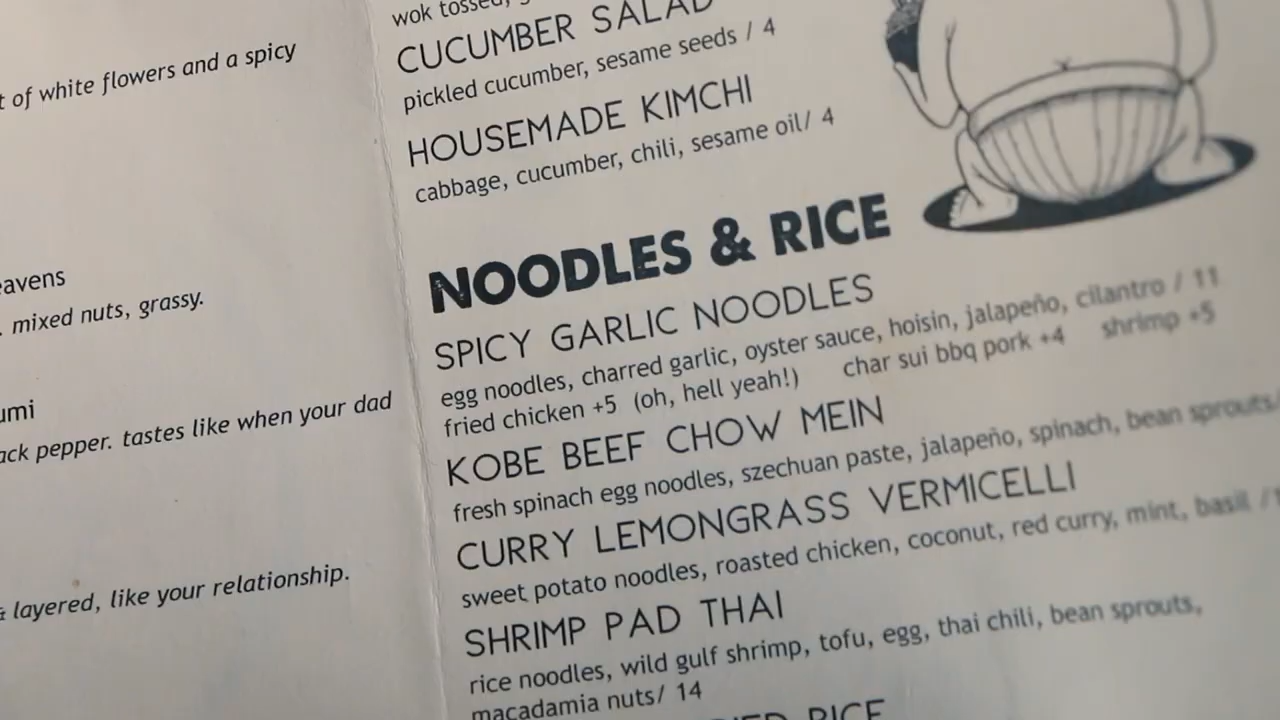 t of white flowers and a spicy
eavens
. mixed nuts, grassy.
umi
ack pepper. tastes like when your dad
& layered, like your relationship.
wok tossed,
CUCUMBER SALAD
pickled cucumber, sesame seeds / 4
HOUSEMADE KIMCHI
cabbage, cucumber, chili, sesame oil/ 4
NOODLES & RICE
SPICY GARLIC NOODLES
egg noodles, charred garlic, oyster sauce, hoisin, jalapeño, cilantro / 11
fried chicken +5 (oh, hell yeah!) char sui bbq pork +4 shrimp +5
KOBE BEEF CHOW MEIN
fresh spinach egg noodles, szechuan paste, jalapeño, spinach, bean sprouts/
CURRY LEMONGRASS VERMICELLI
sweet potato noodles, roasted chicken, coconut, red curry, mint, basil /
SHRIMP PAD THAI
rice noodles, wild gulf shrimp, tofu, egg, thai chili, bean sprouts,
macadamia nuts/ 14
RICE